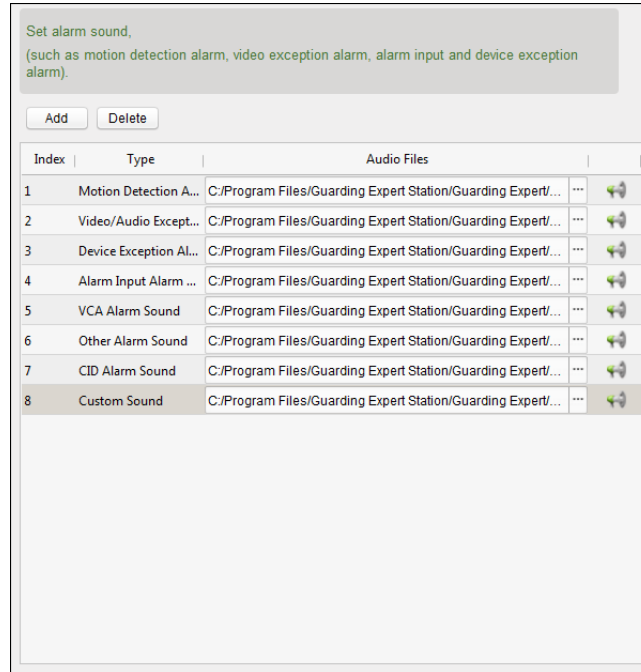 Set alarm sound,
(such as motion detection alarm, video exception alarm, alarm input and device exception
alarm).
Add Delete
Index Type Audio Files
1 Motion Detection A... C:/Program Files/Guarding Expert Station/Guarding Expert/... ...
2 Video/Audio Except... C:/Program Files/Guarding Expert Station/Guarding Expert/... ...
3 Device Exception Al... C:/Program Files/Guarding Expert Station/Guarding Expert/... ...
4 Alarm Input Alarm ... C:/Program Files/Guarding Expert Station/Guarding Expert/... ...
5 VCA Alarm Sound C:/Program Files/Guarding Expert Station/Guarding Expert/... ...
6 Other Alarm Sound C:/Program Files/Guarding Expert Station/Guarding Expert/... ...
7 CID Alarm Sound C:/Program Files/Guarding Expert Station/Guarding Expert/... ...
8 Custom Sound C:/Program Files/Guarding Expert Station/Guarding Expert/... ...